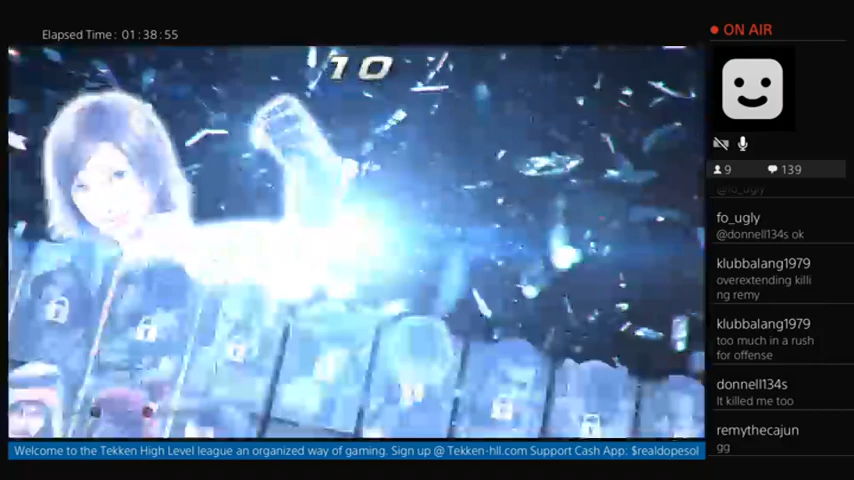 Elapsed Time : 01:38:55
ON AIR
10
9
139
@fo_ugly
fo_ugly
@donnell134s ok
klubbalang1979
overextending killi
ng remy
klubbalang1979
too much in a rush
for offense
donnell134s
It killed me too
remythecajun
gg
Welcome to the Tekken High Level league an organized way of gaming. Sign up @ Tekken-hll.com Support Cash App: $realdopesol